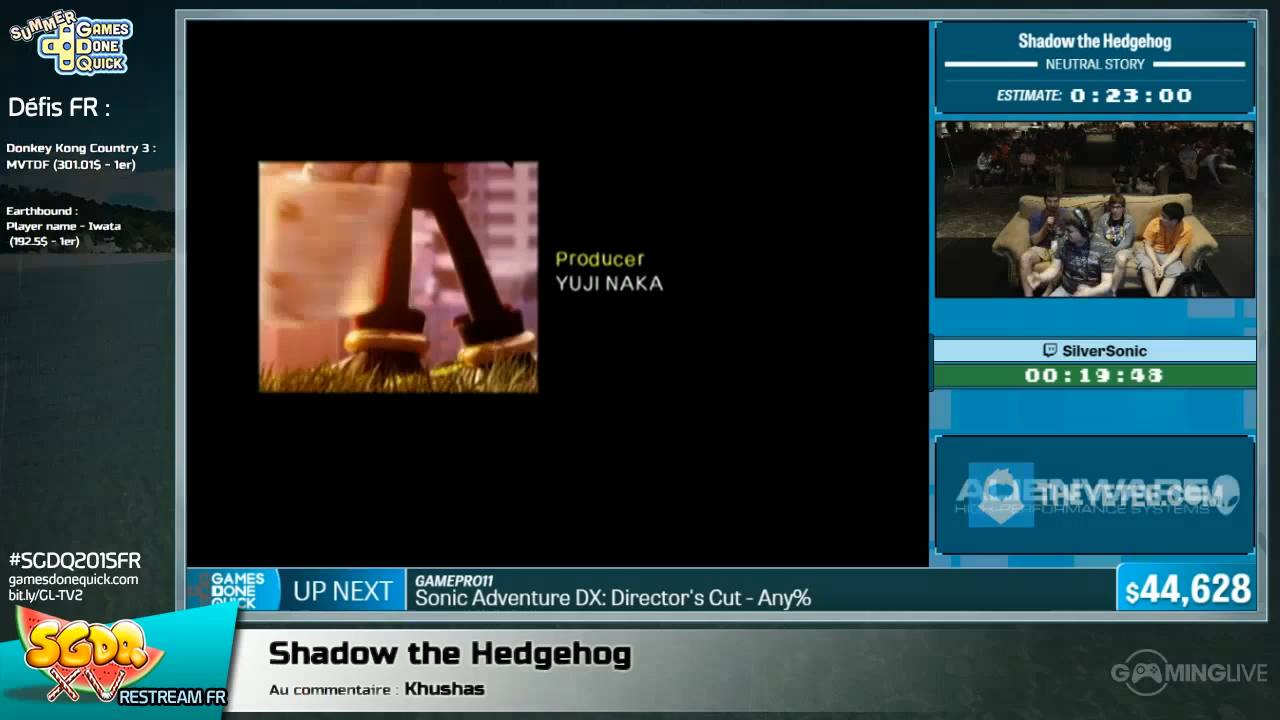 SUMMER
GAMES
DONE
QUICK
Défis FR :
Donkey Kong Country 3 :
MVTDF (301.01$ - 1er)
Earthbound :
Player name - Iwata
(192.5$ - 1er)
#SGDQ2015FR
gamesdonequick.com
bit.ly/GL-TV2
Producer
YUJI NAKA
Shadow the Hedgehog
NEUTRAL STORY
ESTIMATE: 0:23:00
SilverSonic
00:19:48
ALIENWARE
THEYETEE.COM
HIGH-PERFORMANCE SYSTEMS
GAMES
DONE
QUICK
UP NEXT
GAMEPRO11
Sonic Adventure DX: Director's Cut - Any%
$44,628
SGDQ
XV
RESTREAM FR
Shadow the Hedgehog
Au commentaire : Khushas
GAMINGLIVE